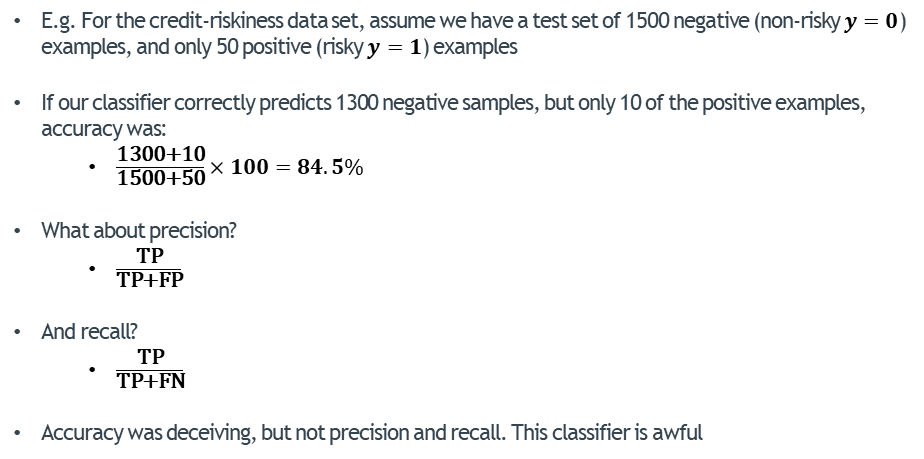 • E.g. For the credit-riskiness data set, assume we have a test set of 1500 negative (non-risky y = 0)
examples, and only 50 positive (risky y = 1) examples
• If our classifier correctly predicts 1300 negative samples, but only 10 of the positive examples,
accuracy was:
• 1300+10
1500+50 × 100 = 84.5%
• What about precision?
• TP
TP+FP
• And recall?
• TP
TP+FN
• Accuracy was deceiving, but not precision and recall. This classifier is awful